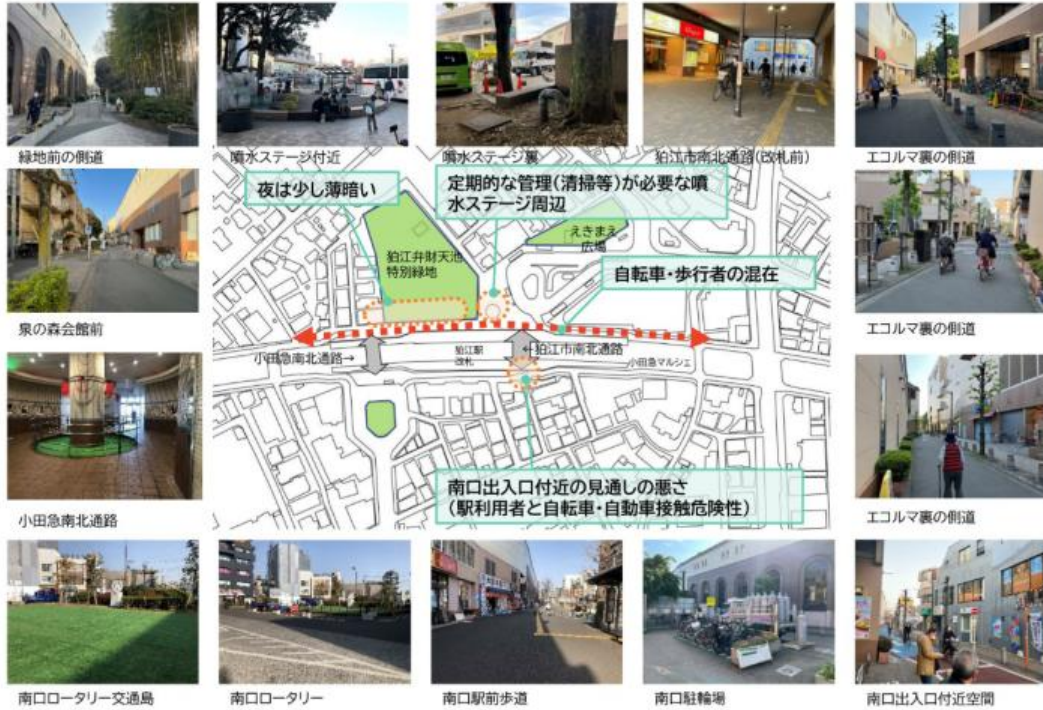 緑地前の側道
噴水ステージ付近
噴水ステージ裏
狛江市南北通路(改札前)
エコルマ裏の側道
夜は少し薄暗い
定期的な管理(清掃等)が必要な噴
水ステージ周辺
えきまえ
広場
狛江弁財天池
特別緑地
自転車・歩行者の混在
泉の森会館前
エコルマ裏の側道
小田急南北通路→
狛江駅
改札
←狛江市南北通路
小田急マルシェ
南口出入口付近の見通しの悪さ
(駅利用者と自転車・自動車接触危険性)
小田急南北通路
エコルマ裏の側道
南口ロータリー交通島
南口ロータリー
南口駅前歩道
南口駐輪場
南口出入口付近空間